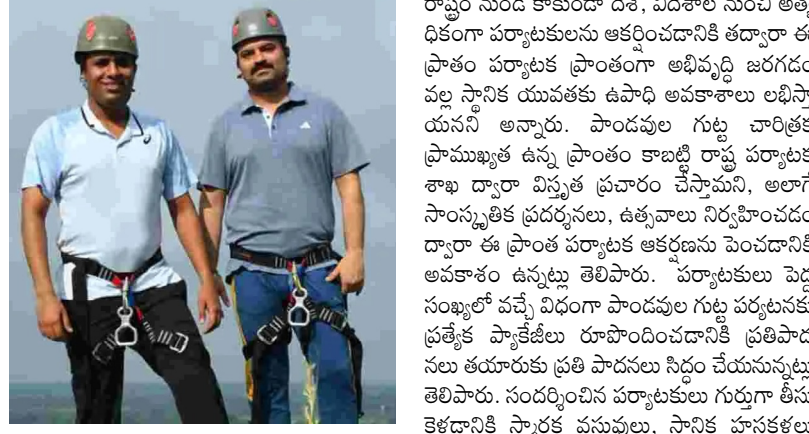 రాష్ట్రం నుండి కాకుండా దేశ, విదేశాల నుంచి అత్య
ధికంగా పర్యాటకులను ఆకర్షించడానికి తద్వారా ఈ
ప్రాతం పర్యాటక ప్రాంతంగా అభివృద్ధి జరగడం
వల్ల స్థానిక యువతకు ఉపాధి అవకాశాలు లభిస్తా
యనని అన్నారు. పాండవుల గుట్ట చారిత్రక
ప్రాముఖ్యత ఉన్న ప్రాంతం కాబట్టి రాష్ట్ర పర్యాటక
శాఖ ద్వారా విస్తృత ప్రచారం చేస్తామని, అలాగే
సాంస్కృతిక ప్రదర్శనలు, ఉత్సవాలు నిర్వహించడం
ద్వారా ఈ ప్రాంత పర్యాటక ఆకర్షణను పెంచడానికి
అవకాశం ఉన్నట్లు తెలిపారు. పర్యాటకులు పెద్ద
సంఖ్యలో వచ్చే విధంగా పాండవుల గుట్ట పర్యటనకు
ప్రత్యేక ప్యాకేజీలు రూపొందించడానికి ప్రతిపాద
నలు తయారుకు ప్రతి పాదనలు సిద్ధం చేయనున్నట్లు
తెలిపారు. సందర్శించిన పర్యాటకులు గుర్తుగా తీసు
కెళ్లడానికి స్మారక వస్తువులు, స్థానిక హస్తకళలు